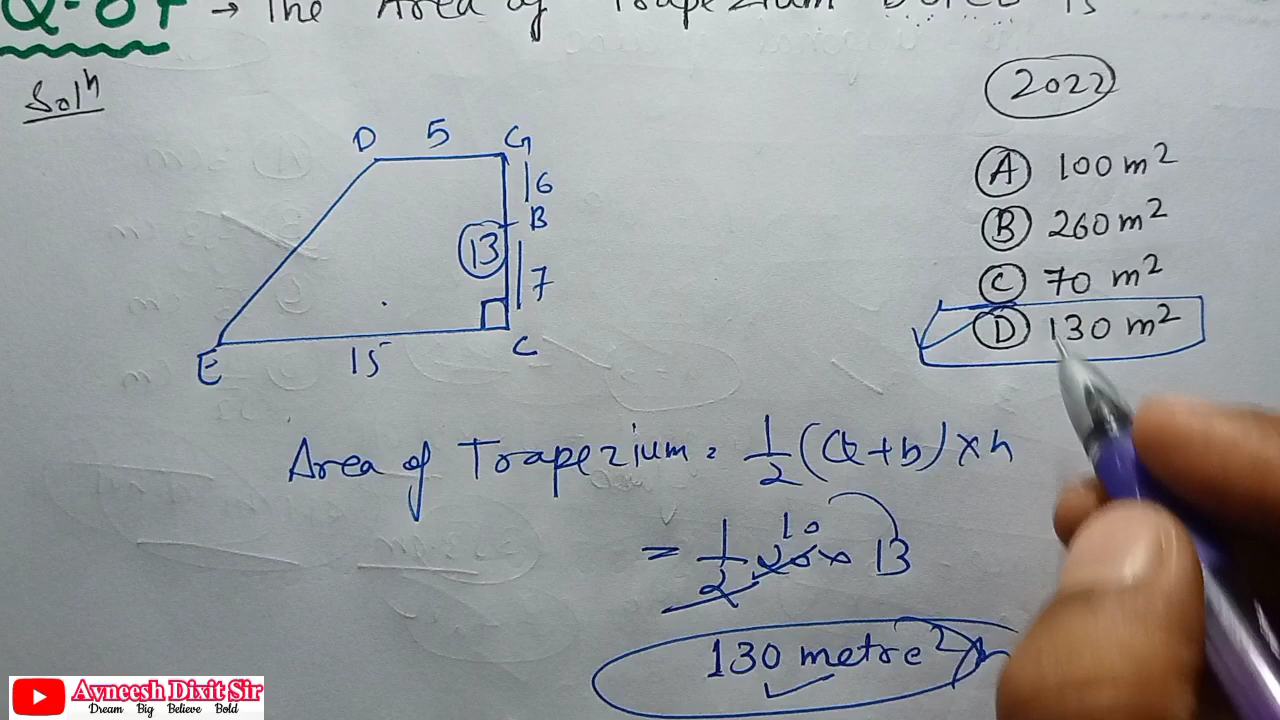 Q-07 → The Area of Trapezium is
Solⁿ
2022
D 5 G
6
B
13
7
E 15 C
A 100 m²
B 260 m²
C 70 m²
D 130 m²
Area of Trapezium = 1/2 (a+b) × h
= 1/2 20 × 13
10
130 metre²
Avneesh Dixit Sir
Dream Big Believe Bold